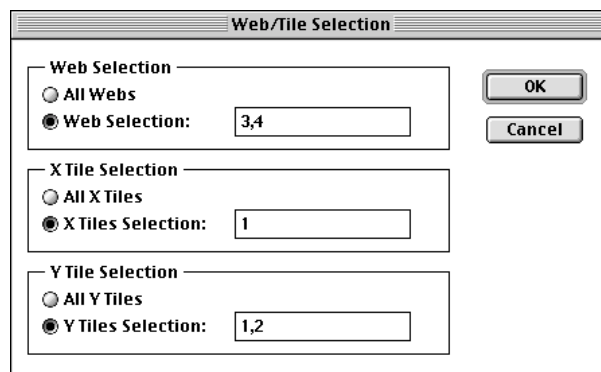 Web/Tile Selection
Web Selection
All Webs
Web Selection: 3,4
OK
Cancel
X Tile Selection
All X Tiles
X Tiles Selection: 1
Y Tile Selection
All Y Tiles
Y Tiles Selection: 1,2